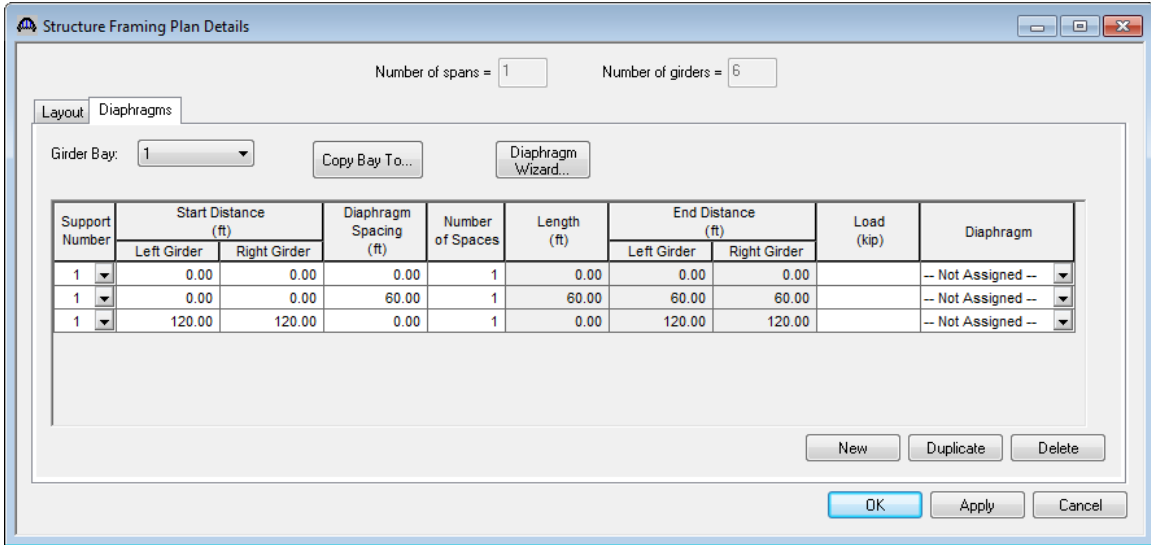 Structure Framing Plan Details
Number of spans = 1 Number of girders = 6
Layout Diaphragms
Girder Bay: 1 Copy Bay To... Diaphragm Wizard...
Support Number Start Distance (ft) Diaphragm Spacing (ft) Number of Spaces Length (ft) End Distance (ft) Load (kip) Diaphragm
Left Girder Right Girder Left Girder Right Girder
1 0.00 0.00 0.00 1 0.00 0.00 0.00 -- Not Assigned --
1 0.00 0.00 60.00 1 60.00 60.00 60.00 -- Not Assigned --
1 120.00 120.00 0.00 1 0.00 120.00 120.00 -- Not Assigned --
New Duplicate Delete
OK Apply Cancel